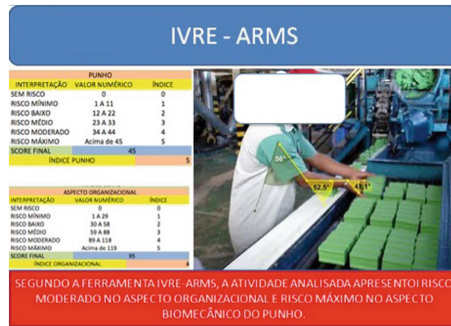 IVRE - ARMS
PUNHO
INTERPRETAÇÃO VALOR NUMÉRICO ÍNDICE
SEM RISCO 0 0
RISCO MÍNIMO 1 A 11 1
RISCO BAIXO 12 A 22 2
RISCO MÉDIO 23 A 33 3
RISCO MODERADO 34 A 44 4
RISCO MÁXIMO Acima de 45 5
SCORE FINAL 45
ÍNDICE PUNHO 5
ASPECTO ORGANIZACIONAL
INTERPRETAÇÃO VALOR NUMÉRICO ÍNDICE
SEM RISCO 0 0
RISCO MÍNIMO 1 A 29 1
RISCO BAIXO 30 A 58 2
RISCO MÉDIO 59 A 88 3
RISCO MODERADO 89 A 118 4
RISCO MÁXIMO Acima de 119 5
SCORE FINAL 95
ÍNDICE ORGANIZACIONAL 4
56°
52,5°
43,1°
SEGUNDO A FERRAMENTA IVRE-ARMS, A ATIVIDADE ANALISADA APRESENTOI RISCO
MODERADO NO ASPECTO ORGANIZACIONAL E RISCO MÁXIMO NO ASPECTO
BIOMECÂNICO DO PUNHO.